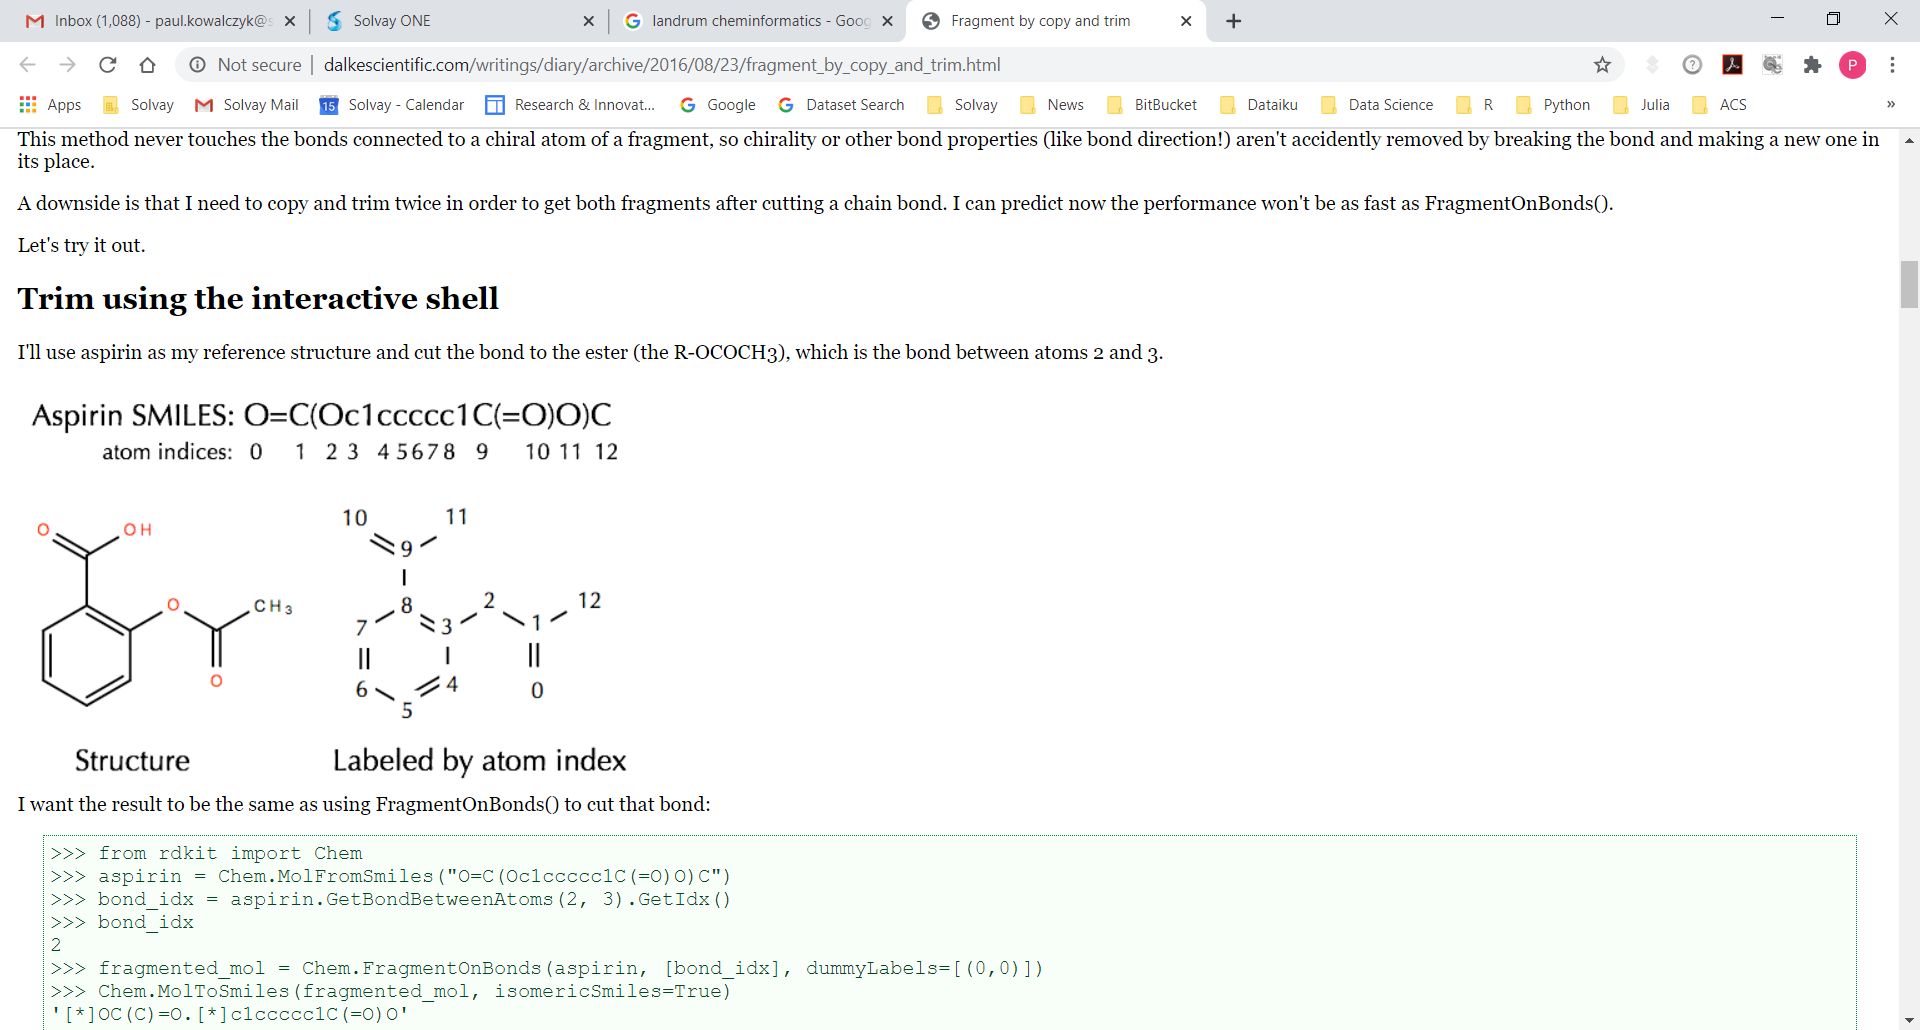 Inbox (1,088) - paul.kowalczyk@s
Solvay ONE
landrum cheminformatics - Goog
Fragment by copy and trim
Not secure
dalkescientific.com/writings/diary/archive/2016/08/23/fragment_by_copy_and_trim.html
P
Apps
Solvay
Solvay Mail
15
Solvay - Calendar
Research & Innovat...
Google
Dataset Search
Solvay
News
BitBucket
Dataiku
Data Science
R
Python
Julia
ACS
»
This method never touches the bonds connected to a chiral atom of a fragment, so chirality or other bond properties (like bond direction!) aren't accidently removed by breaking the bond and making a new one in
its place.
A downside is that I need to copy and trim twice in order to get both fragments after cutting a chain bond. I can predict now the performance won't be as fast as FragmentOnBonds().
Let's try it out.
Trim using the interactive shell
I'll use aspirin as my reference structure and cut the bond to the ester (the R-OCOCH3), which is the bond between atoms 2 and 3.
Aspirin SMILES: O=C(Oc1ccccc1C(=O)O)C
atom indices: 0 1 2 3 4 5 6 7 8 9 10 11 12
O OH
O CH3
O
10 11
9
8 2 12
7 3 1
6 4 0
5
Structure
Labeled by atom index
I want the result to be the same as using FragmentOnBonds() to cut that bond:
>>> from rdkit import Chem
>>> aspirin = Chem.MolFromSmiles("O=C(Oc1ccccc1C(=O)O)C")
>>> bond_idx = aspirin.GetBondBetweenAtoms(2, 3).GetIdx()
>>> bond_idx
2
>>> fragmented_mol = Chem.FragmentOnBonds(aspirin, [bond_idx], dummyLabels=[(0,0)])
>>> Chem.MolToSmiles(fragmented_mol, isomericSmiles=True)
'[*]OC(C)=O.[*]c1ccccc1C(=O)O'